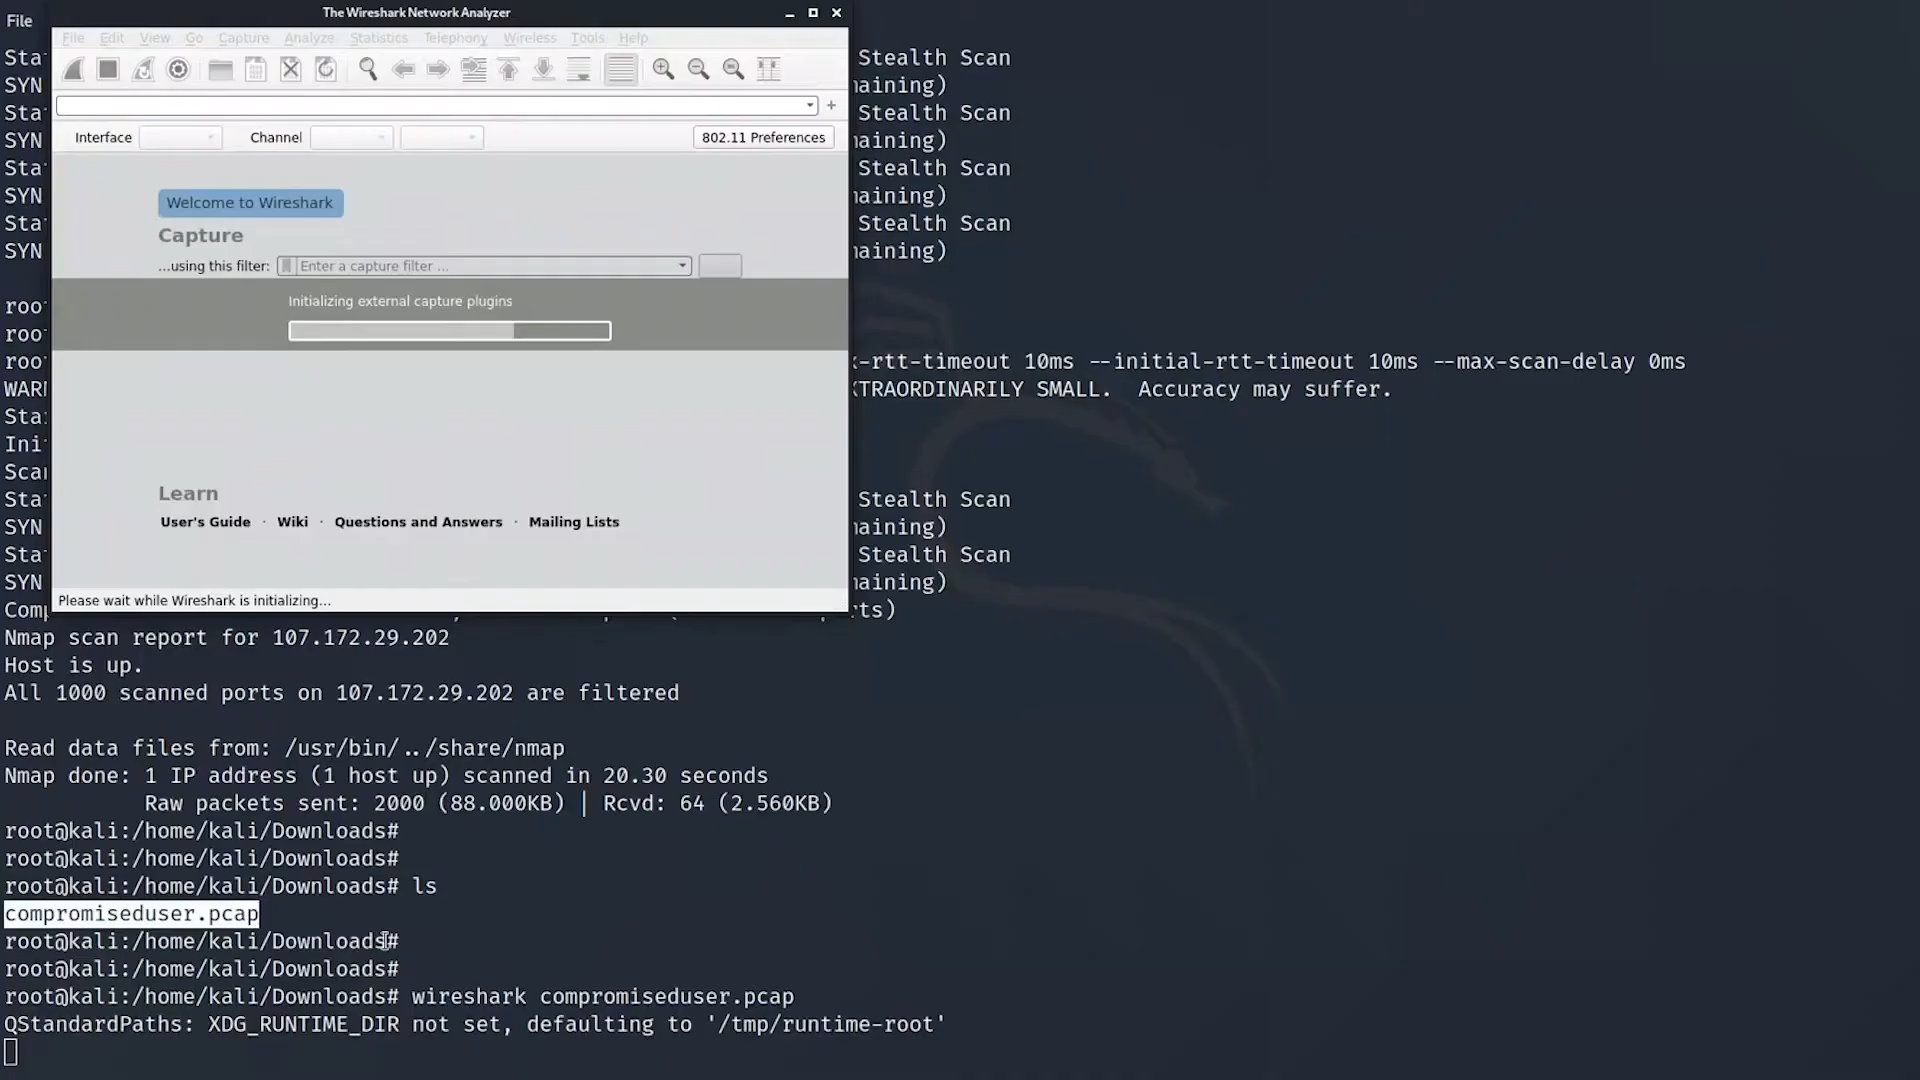 File
The Wireshark Network Analyzer
File Edit View Go Capture Analyze Statistics Telephony Wireless Tools Help
Interface Channel 802.11 Preferences
Welcome to Wireshark
Capture
...using this filter: Enter a capture filter ...
Initializing external capture plugins
Learn
User's Guide · Wiki · Questions and Answers · Mailing Lists
Please wait while Wireshark is initializing...
Stealth Scan
SYN
Stealth Scan
SYN
Stealth Scan
SYN
Stealth Scan
SYN
-rtt-timeout 10ms --initial-rtt-timeout 10ms --max-scan-delay 0ms
SMALL. Accuracy may suffer.
Stealth Scan
SYN
Stealth Scan
SYN
Nmap scan report for 107.172.29.202
Host is up.
All 1000 scanned ports on 107.172.29.202 are filtered
Read data files from: /usr/bin/../share/nmap
Nmap done: 1 IP address (1 host up) scanned in 20.30 seconds
Raw packets sent: 2000 (88.000KB) | Rcvd: 64 (2.560KB)
root@kali:/home/kali/Downloads#
root@kali:/home/kali/Downloads#
root@kali:/home/kali/Downloads# ls
compromiseduser.pcap
root@kali:/home/kali/Downloads#
root@kali:/home/kali/Downloads#
root@kali:/home/kali/Downloads# wireshark compromiseduser.pcap
QStandardPaths: XDG_RUNTIME_DIR not set, defaulting to '/tmp/runtime-root'